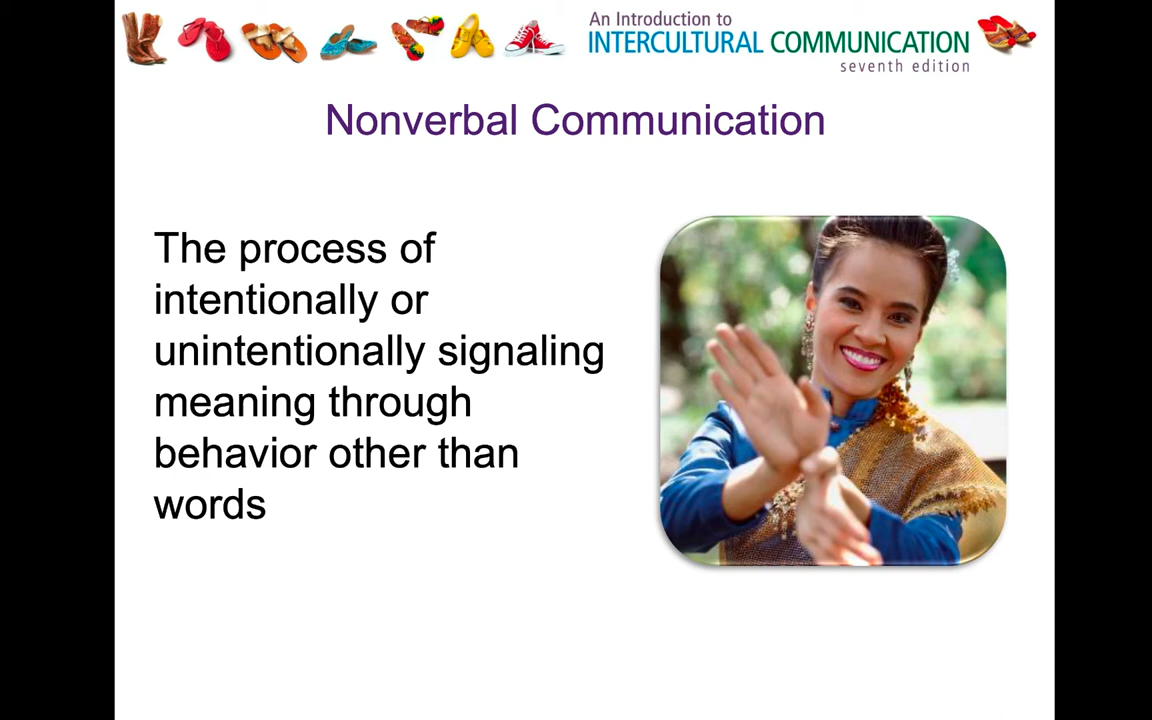 An Introduction to
INTERCULTURAL COMMUNICATION
seventh edition
Nonverbal Communication
The process of
intentionally or
unintentionally signaling
meaning through
behavior other than
words